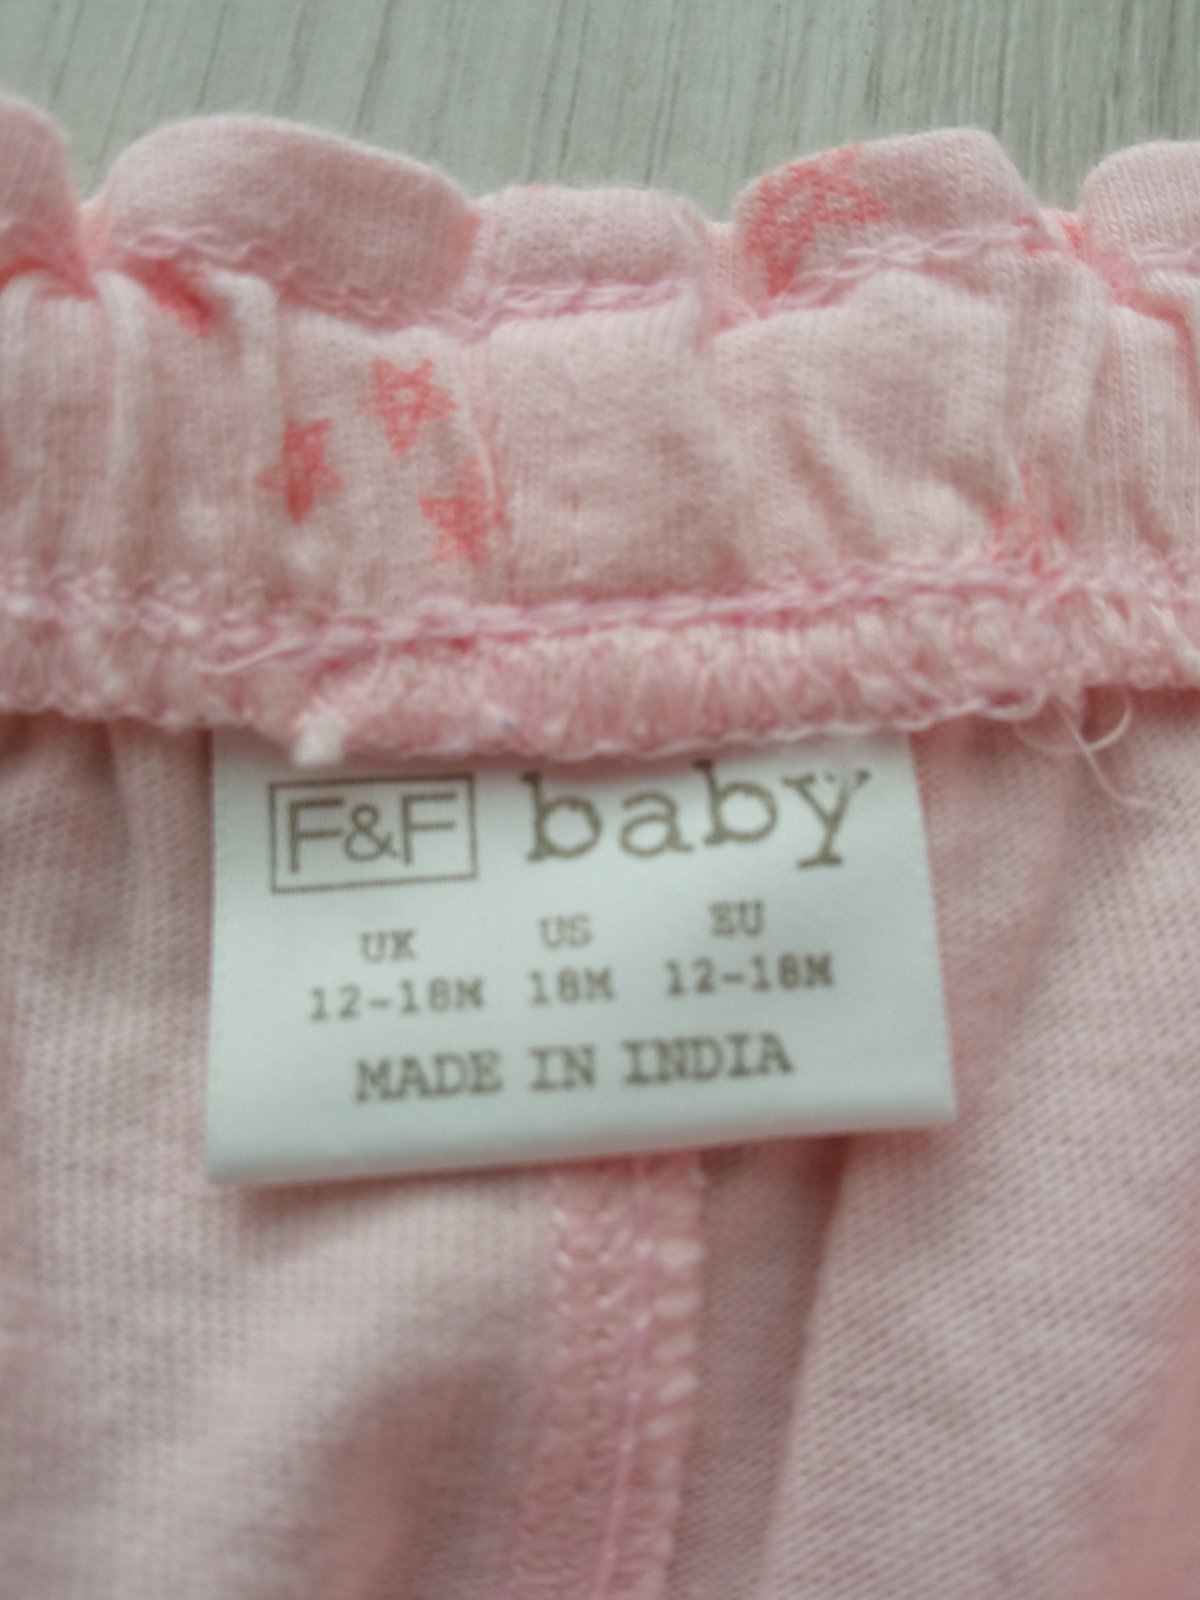 F&F baby
UK US EU
12-18M 18M 12-18M
MADE IN INDIA